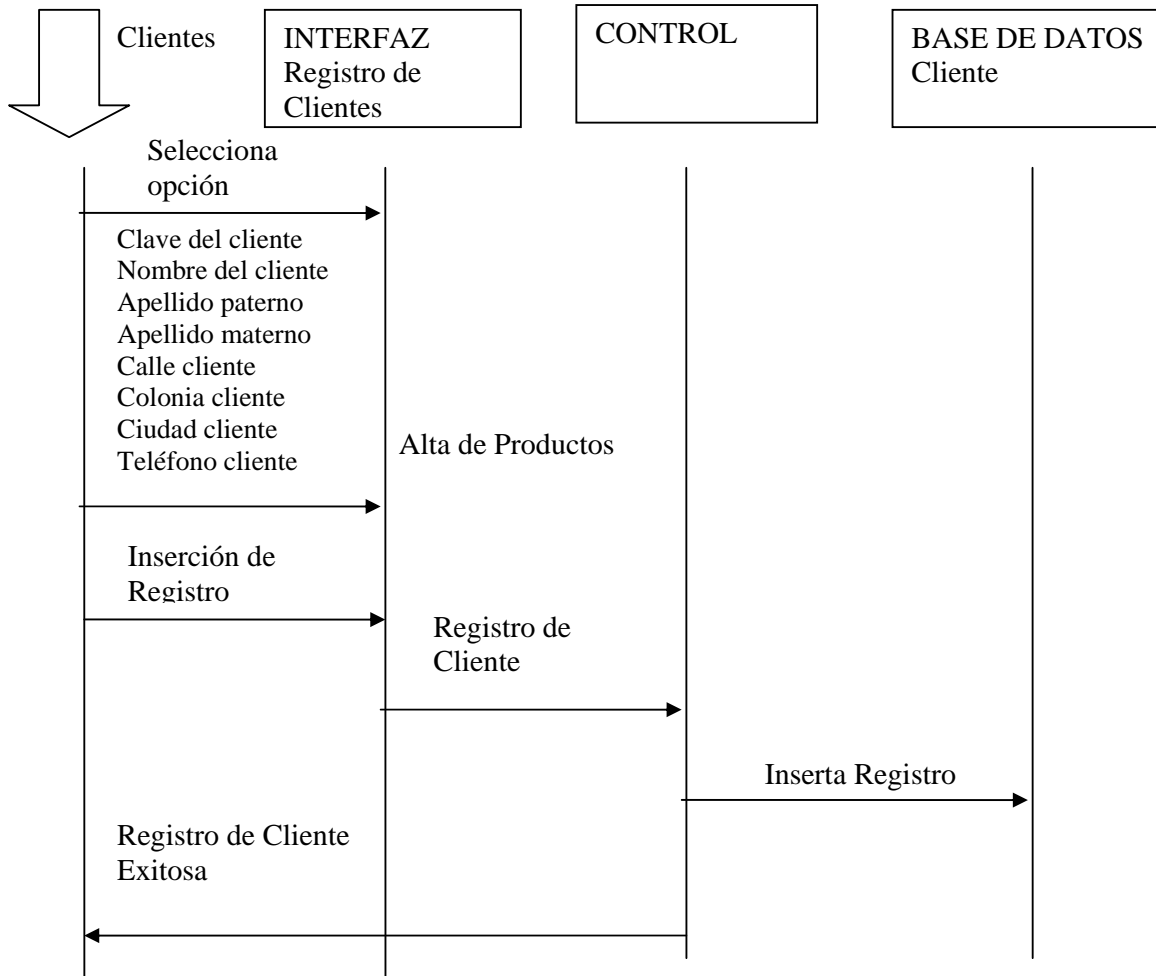 Clientes
INTERFAZ
Registro de
Clientes
CONTROL
BASE DE DATOS
Cliente
Selecciona
opción
Clave del cliente
Nombre del cliente
Apellido paterno
Apellido materno
Calle cliente
Colonia cliente
Ciudad cliente
Teléfono cliente
Alta de Productos
Inserción de
Registro
Registro de
Cliente
Inserta Registro
Registro de Cliente
Exitosa